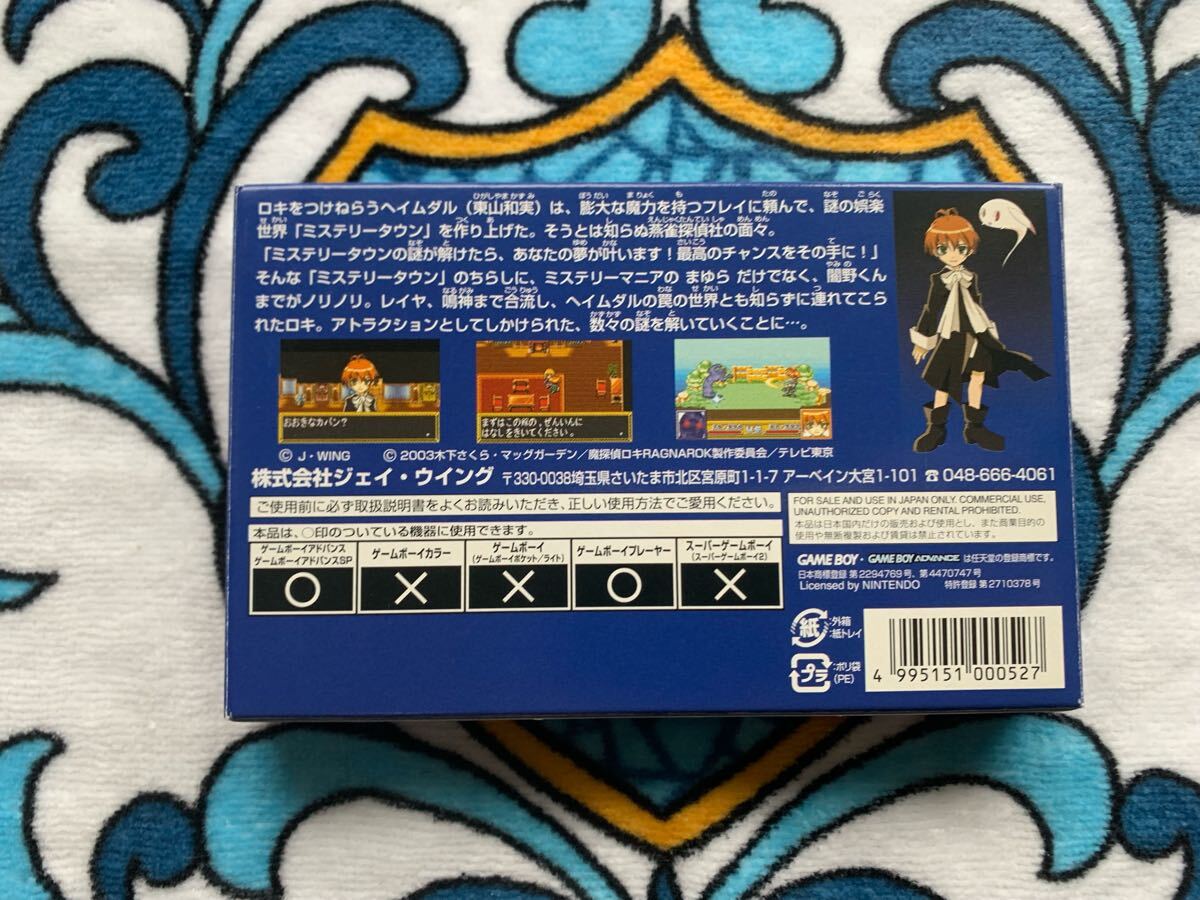 ロキをつけねらうヘイムダル（東山和実）は、膨大な魔力を持つフレイに頼んで、謎の娯楽
世界「ミステリータウン」を作り上げた。そうとは知らぬ燕雀探偵社の面々。
「ミステリータウンの謎が解けたら、あなたの夢が叶います！最高のチャンスをその手に！」
そんな「ミステリータウン」のちらしに、ミステリーマニアの まゆら だけでなく、闇野くん
までがノリノリ。レイヤ、鳴神まで合流し、ヘイムダルの罠の世界とも知らずに連れてこら
れたロキ。アトラクションとしてしかけられた、数々の謎を解いていくことに…。
おおきなカバン？
まずはこの館の、ぜんいんに
はなしをきいてください。
© J・WING © 2003木下さくら・マッグガーデン／魔探偵ロキRAGNAROK製作委員会／テレビ東京
株式会社ジェイ・ウイング 〒330-0038埼玉県さいたま市北区宮原町1-1-7 アーベイン大宮1-101 ☎ 048-666-4061
ご使用前に必ず取扱説明書をよくお読みいただき、正しい使用方法でご愛用ください。
本品は、○印のついている機器に使用できます。
ゲームボーイアドバンス
ゲームボーイアドバンスSP
○
ゲームボーイカラー
×
ゲームボーイ
（ゲームボーイポケット／ライト）
×
ゲームボーイプレーヤー
○
スーパーゲームボーイ
（スーパーゲームボーイ2）
×
FOR SALE AND USE IN JAPAN ONLY. COMMERCIAL USE,
UNAUTHORIZED COPY AND RENTAL PROHIBITED.
本品は日本国内だけの販売および使用とし、また商業目的の
使用や無断複製および賃貸は禁止されています。
GAME BOY・GAME BOY ADVANCE は任天堂の登録商標です。
日本商標登録 第2294769号、第4470747号
Licensed by NINTENDO 特許登録 第2710378号
紙 :外箱
:紙トレイ
プラ :ポリ袋
(PE)
4 995151 000527